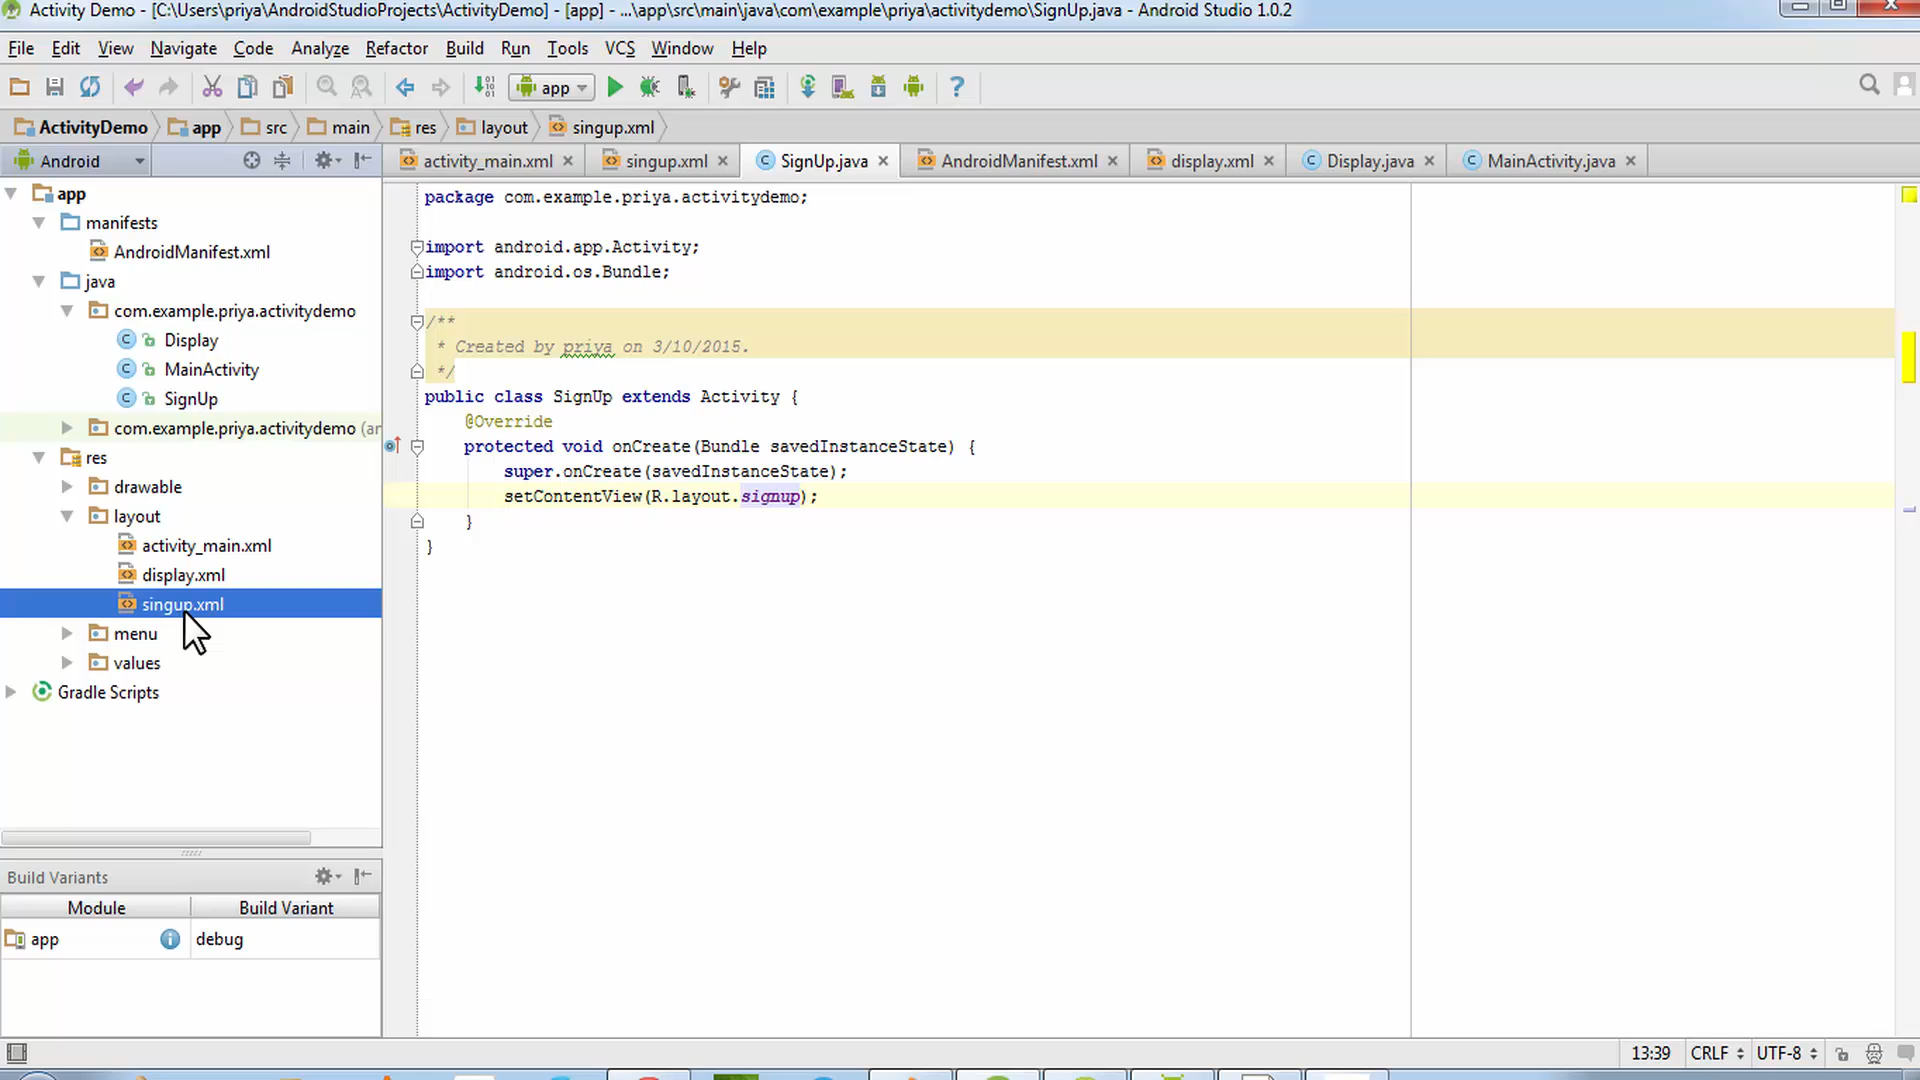 Activity Demo - [C:\Users\priya\AndroidStudioProjects\ActivityDemo] - [app] - ...\app\src\main\java\com\example\priya\activitydemo\SignUp.java - Android Studio 1.0.2
File Edit View Navigate Code Analyze Refactor Build Run Tools VCS Window Help
app
ActivityDemo app src main res layout singup.xml
Android
activity_main.xml singup.xml SignUp.java AndroidManifest.xml display.xml Display.java MainActivity.java
app
manifests
AndroidManifest.xml
java
com.example.priya.activitydemo
Display
MainActivity
SignUp
com.example.priya.activitydemo (ar
res
drawable
layout
activity_main.xml
display.xml
singup.xml
menu
values
Gradle Scripts
package com.example.priya.activitydemo;
import android.app.Activity;
import android.os.Bundle;
/**
* Created by priya on 3/10/2015.
*/
public class SignUp extends Activity {
@Override
protected void onCreate(Bundle savedInstanceState) {
super.onCreate(savedInstanceState);
setContentView(R.layout.signup);
}
}
Build Variants
Module Build Variant
app debug
13:39 CRLF UTF-8